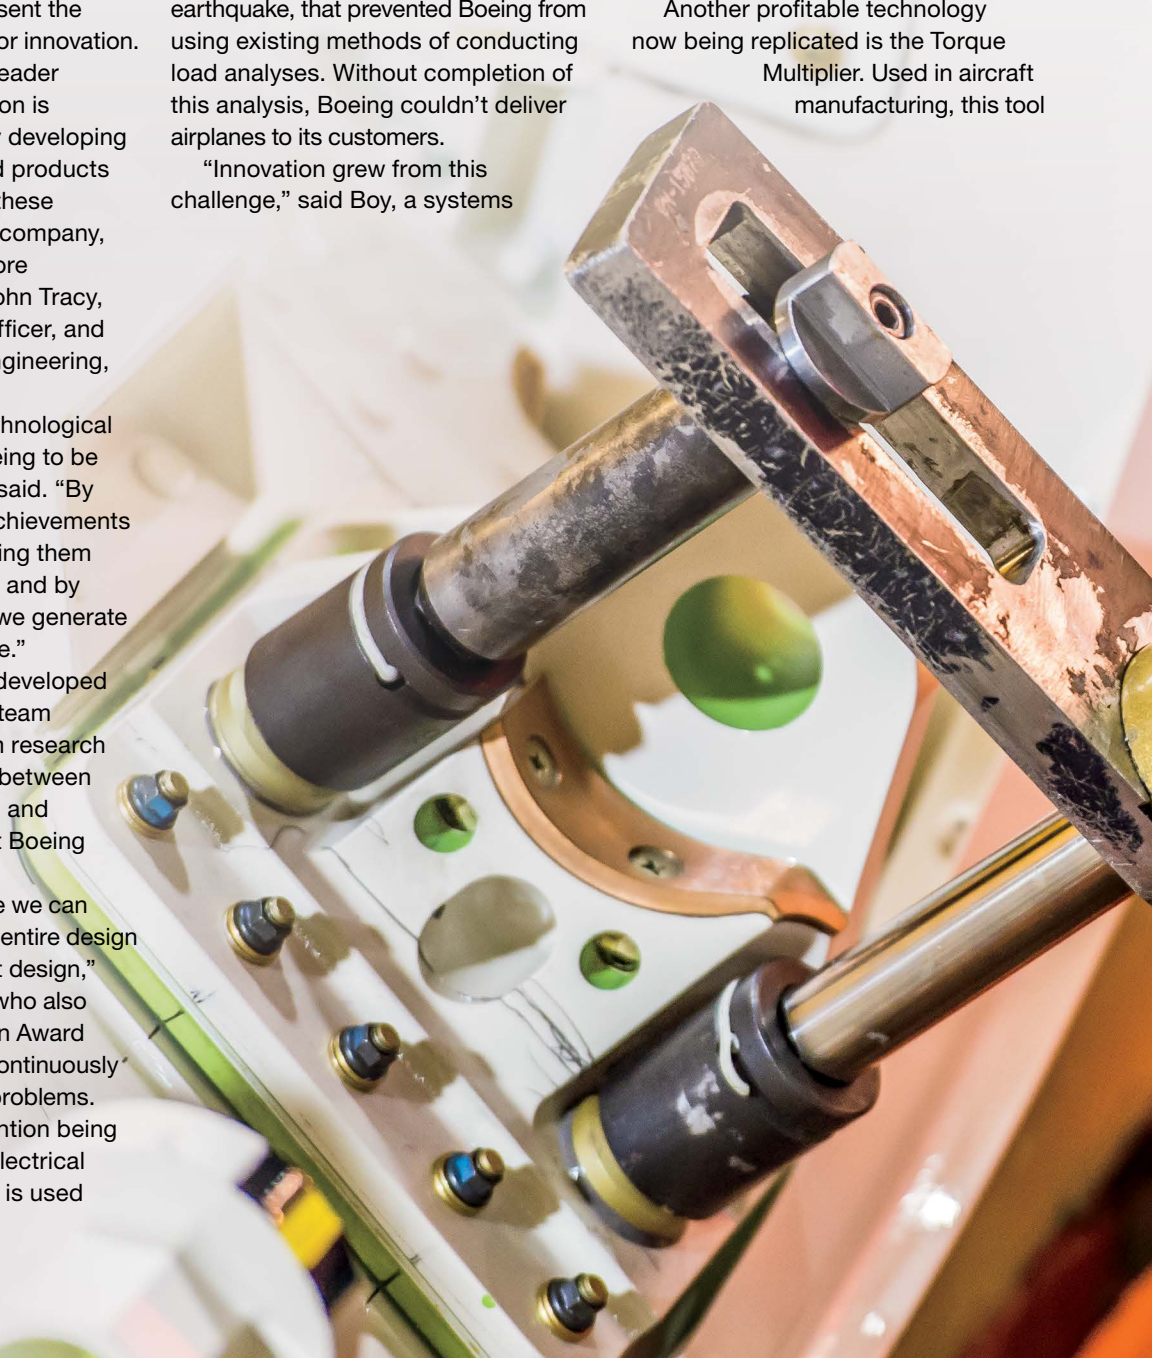 sent the
or innovation.
eader
on is
developing
d products
these
company,
ore
ohn Tracy,
fficer, and
ngineering,
hnological
eing to be
said. “By
chievements
ing them
and by
we generate
e.”
developed
team
n research
between
and
t Boeing
e we can
entire design
t design,”
who also
n Award
ontinuously
problems.
ntion being
lectrical
is used
earthquake, that prevented Boeing from
using existing methods of conducting
load analyses. Without completion of
this analysis, Boeing couldn’t deliver
airplanes to its customers.
“Innovation grew from this
challenge,” said Boy, a systems
Another profitable technology
now being replicated is the Torque
Multiplier. Used in aircraft
manufacturing, this tool